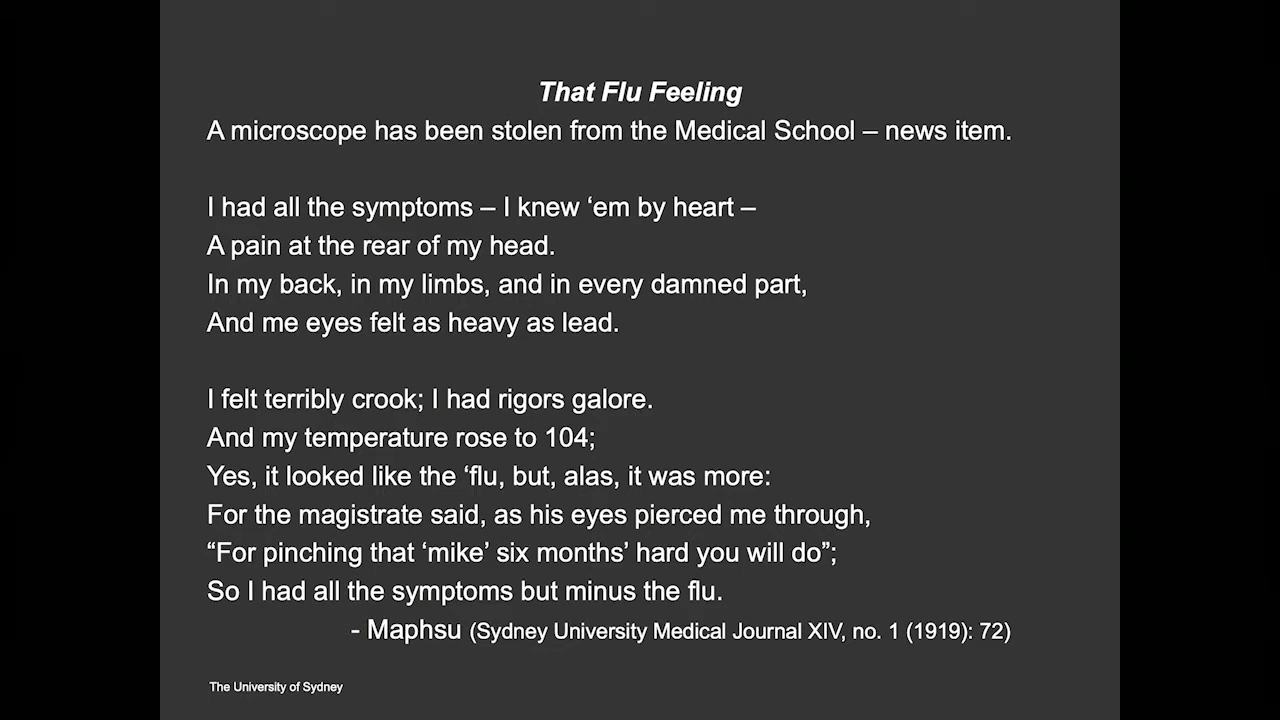 That Flu Feeling
A microscope has been stolen from the Medical School – news item.
I had all the symptoms – I knew ‘em by heart –
A pain at the rear of my head.
In my back, in my limbs, and in every damned part,
And me eyes felt as heavy as lead.
I felt terribly crook; I had rigors galore.
And my temperature rose to 104;
Yes, it looked like the ‘flu, but, alas, it was more:
For the magistrate said, as his eyes pierced me through,
“For pinching that ‘mike’ six months’ hard you will do”;
So I had all the symptoms but minus the flu.
- Maphsu (Sydney University Medical Journal XIV, no. 1 (1919): 72)
The University of Sydney